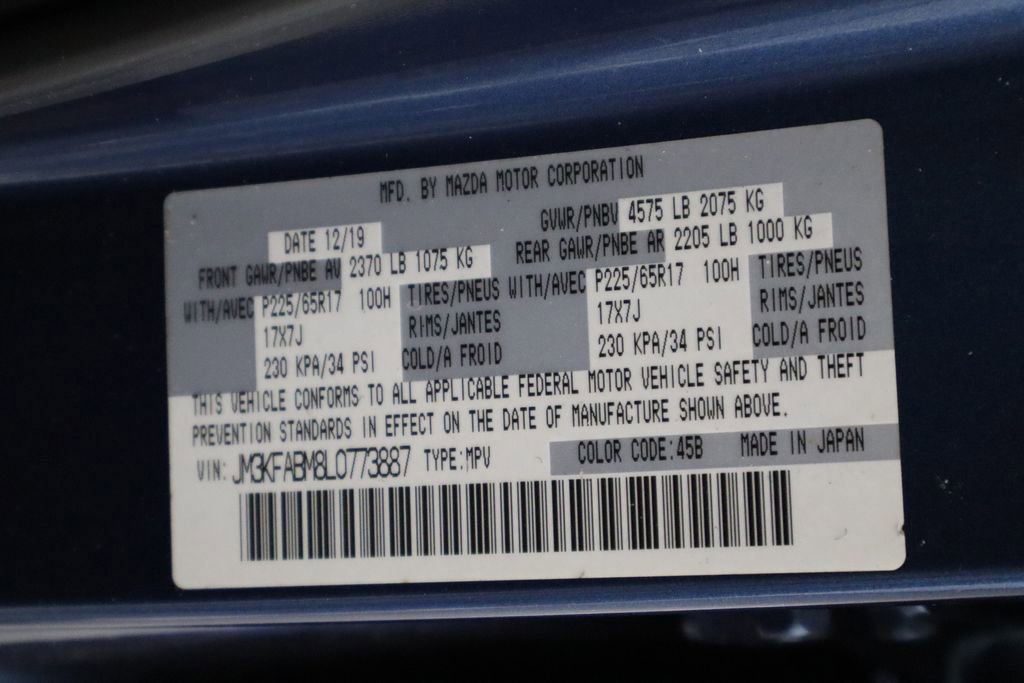 MFD. BY MAZDA MOTOR CORPORATION
DATE 12/19 GVWR/PNBV 4575 LB 2075 KG
FRONT GAWR/PNBE AV 2370 LB 1075 KG REAR GAWR/PNBE AR 2205 LB 1000 KG
WITH/AVEC P225/65R17 100H TIRES/PNEUS WITH/AVEC P225/65R17 100H TIRES/PNEUS
17X7J RIMS/JANTES 17X7J RIMS/JANTES
230 KPA/34 PSI COLD/A FROID 230 KPA/34 PSI COLD/A FROID
THIS VEHICLE CONFORMS TO ALL APPLICABLE FEDERAL MOTOR VEHICLE SAFETY AND THEFT
PREVENTION STANDARDS IN EFFECT ON THE DATE OF MANUFACTURE SHOWN ABOVE.
VIN: JM3KFABM8L0773887 TYPE:MPV COLOR CODE:45B MADE IN JAPAN